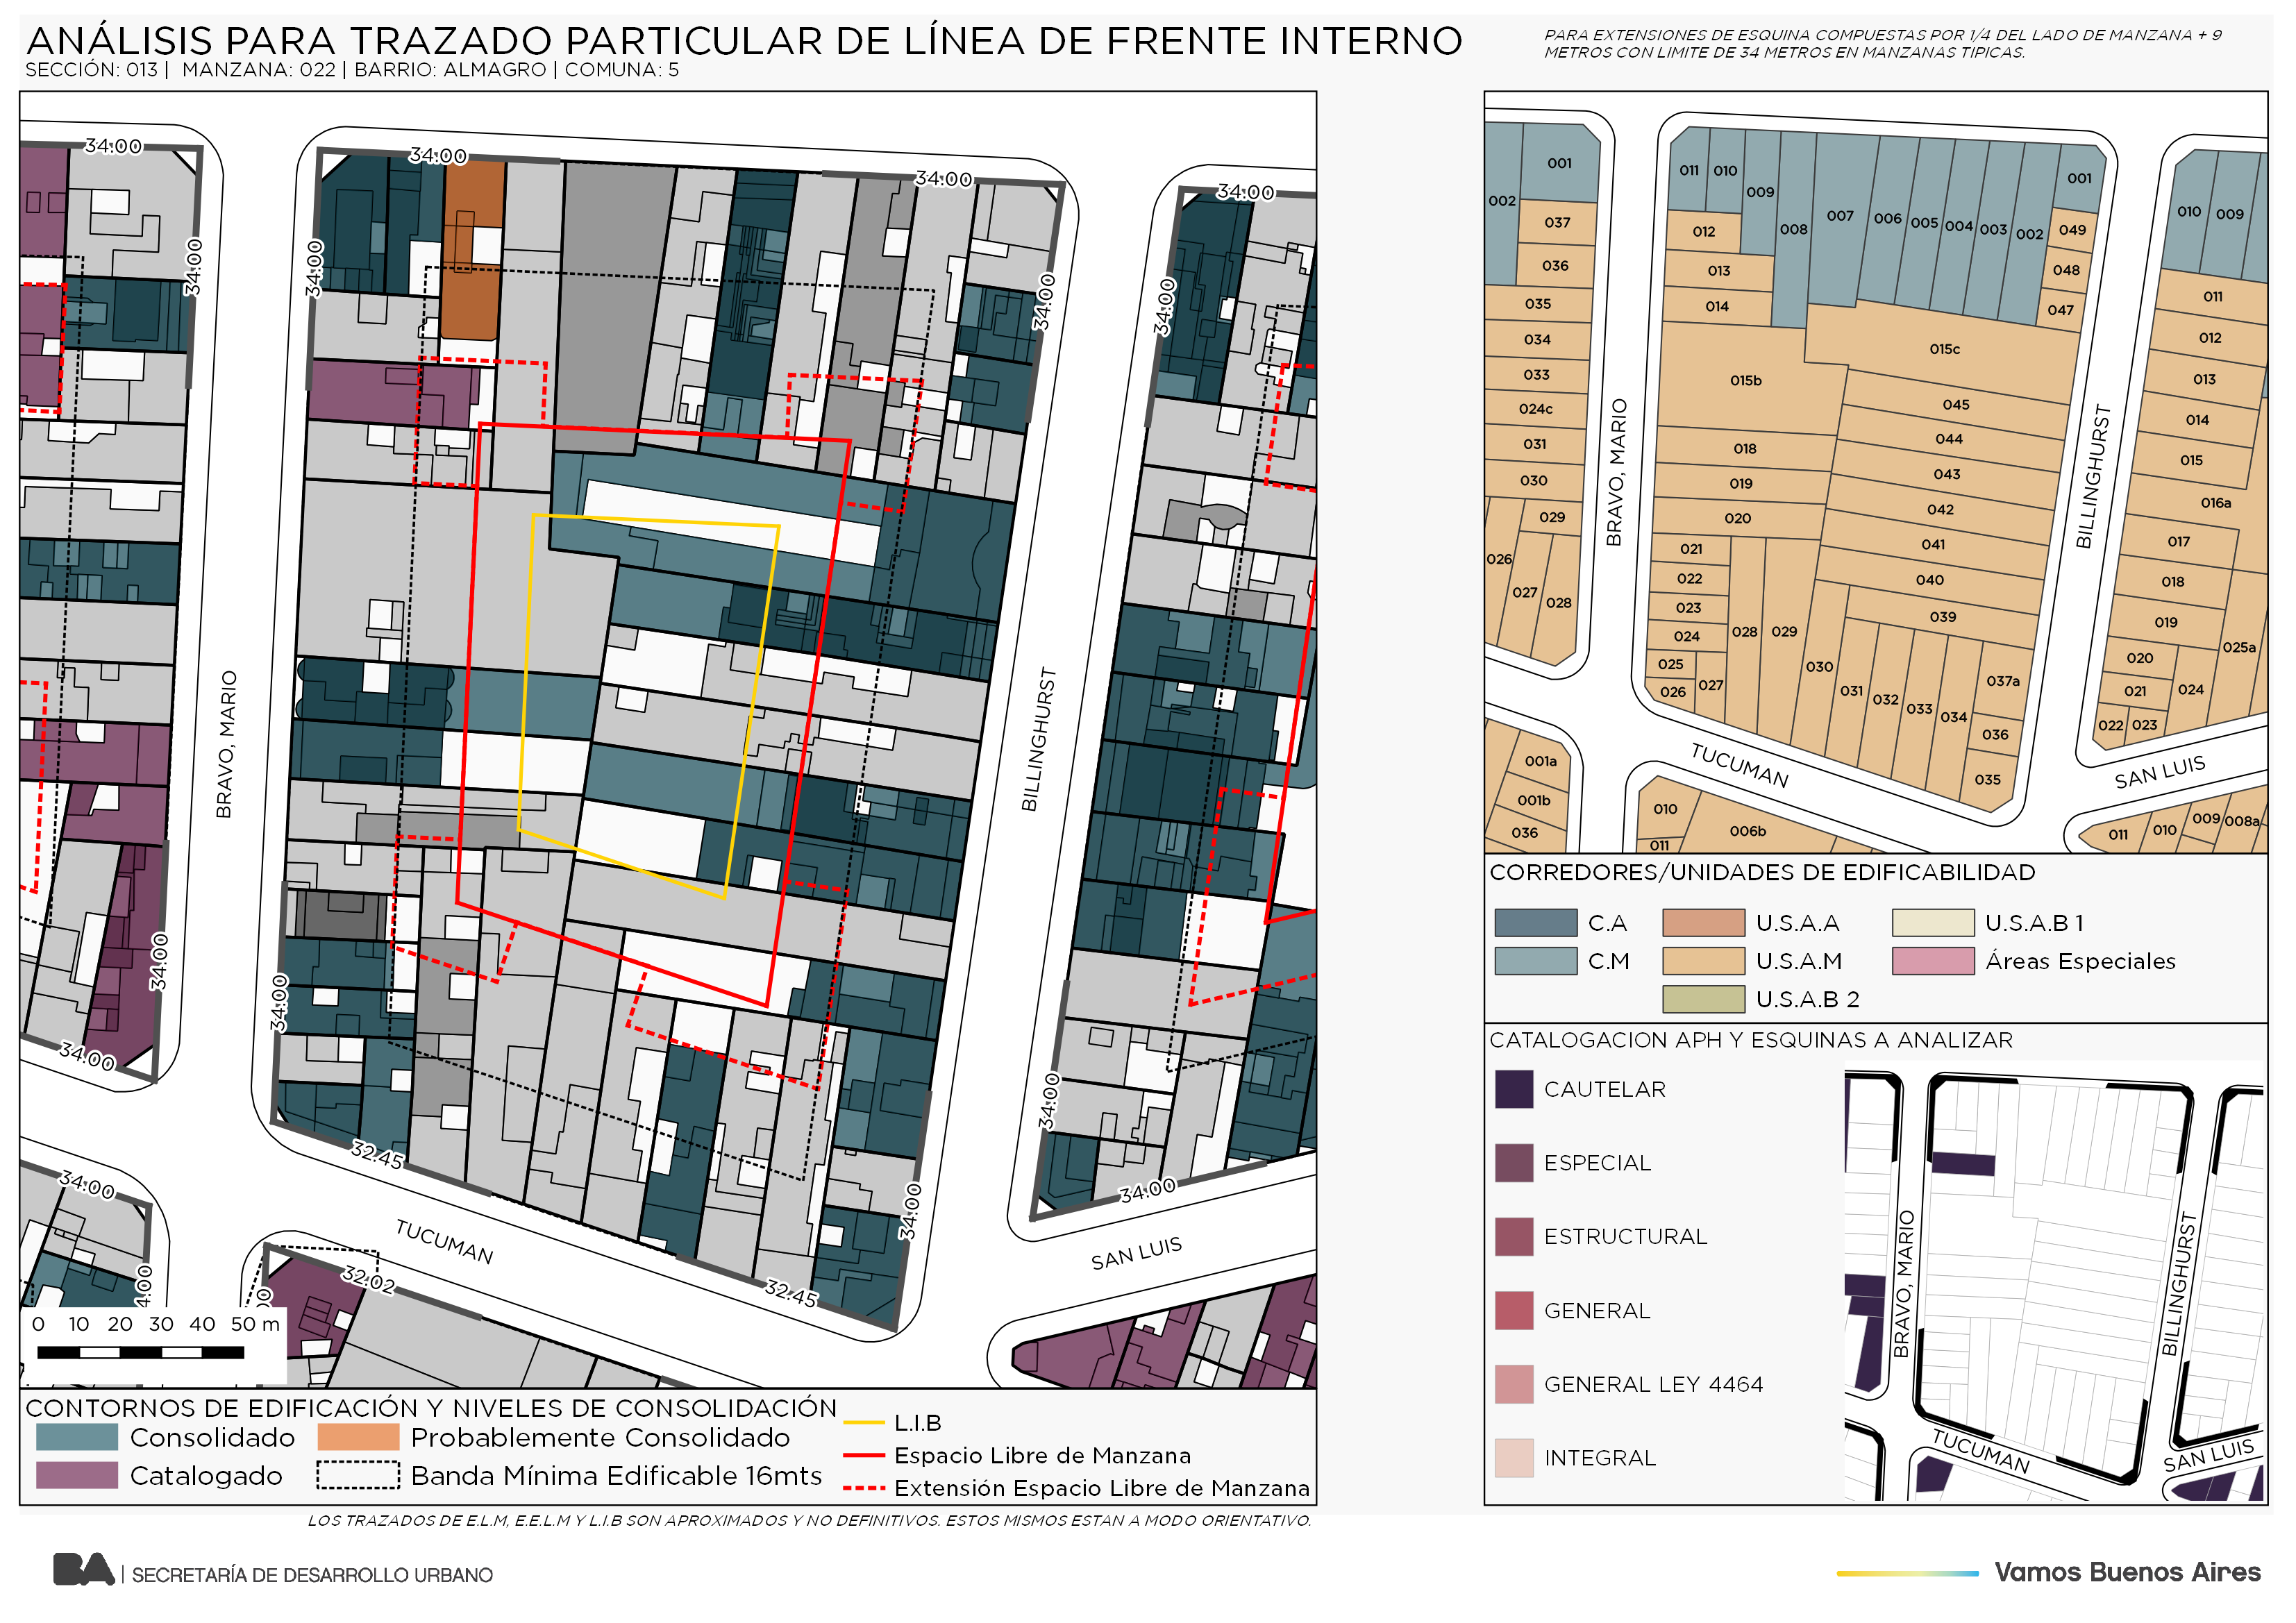 ANÁLISIS PARA TRAZADO PARTICULAR DE LÍNEA DE FRENTE INTERNO
SECCIÓN: 013 | MANZANA: 022 | BARRIO: ALMAGRO | COMUNA: 5
PARA EXTENSIONES DE ESQUINA COMPUESTAS POR 1/4 DEL LADO DE MANZANA + 9
METROS CON LIMITE DE 34 METROS EN MANZANAS TIPICAS.
34.00
34.00
34.00
34.00
34.00
34.00
34.00
34.00
BRAVO, MARIO
BILLINGHURST
34.00
34.00
34.00
32.45
34.00
34.00
34.00
34.00
32.45
32.02
TUCUMAN
SAN LUIS
0 10 20 30 40 50 m
CONTORNOS DE EDIFICACIÓN Y NIVELES DE CONSOLIDACIÓN
Consolidado
Probablemente Consolidado
Catalogado
Banda Mínima Edificable 16mts
L.I.B
Espacio Libre de Manzana
Extensión Espacio Libre de Manzana
LOS TRAZADOS DE E.L.M, E.E.L.M Y L.I.B SON APROXIMADOS Y NO DEFINITIVOS. ESTOS MISMOS ESTAN A MODO ORIENTATIVO.
001
002
037
036
035
034
033
024c
031
030
029
026
027
028
011
010
009
008
007
006
005
004
003
002
001
012
013
014
049
048
047
015c
015b
045
044
043
042
041
040
039
018
019
020
021
022
023
024
025
026
027
028
029
030
031
032
033
034
037a
036
035
010
009
011
012
013
014
015
016a
017
018
019
020
021
022
023
024
025a
001a
001b
036
010
011
006b
011
010
009
008a
BRAVO, MARIO
BILLINGHURST
TUCUMAN
SAN LUIS
CORREDORES/UNIDADES DE EDIFICABILIDAD
C.A
U.S.A.A
U.S.A.B 1
C.M
U.S.A.M
Áreas Especiales
U.S.A.B 2
CATALOGACION APH Y ESQUINAS A ANALIZAR
CAUTELAR
ESPECIAL
ESTRUCTURAL
GENERAL
GENERAL LEY 4464
INTEGRAL
BRAVO, MARIO
BILLINGHURST
TUCUMAN
SAN LUIS
BA | SECRETARÍA DE DESARROLLO URBANO
Vamos Buenos Aires